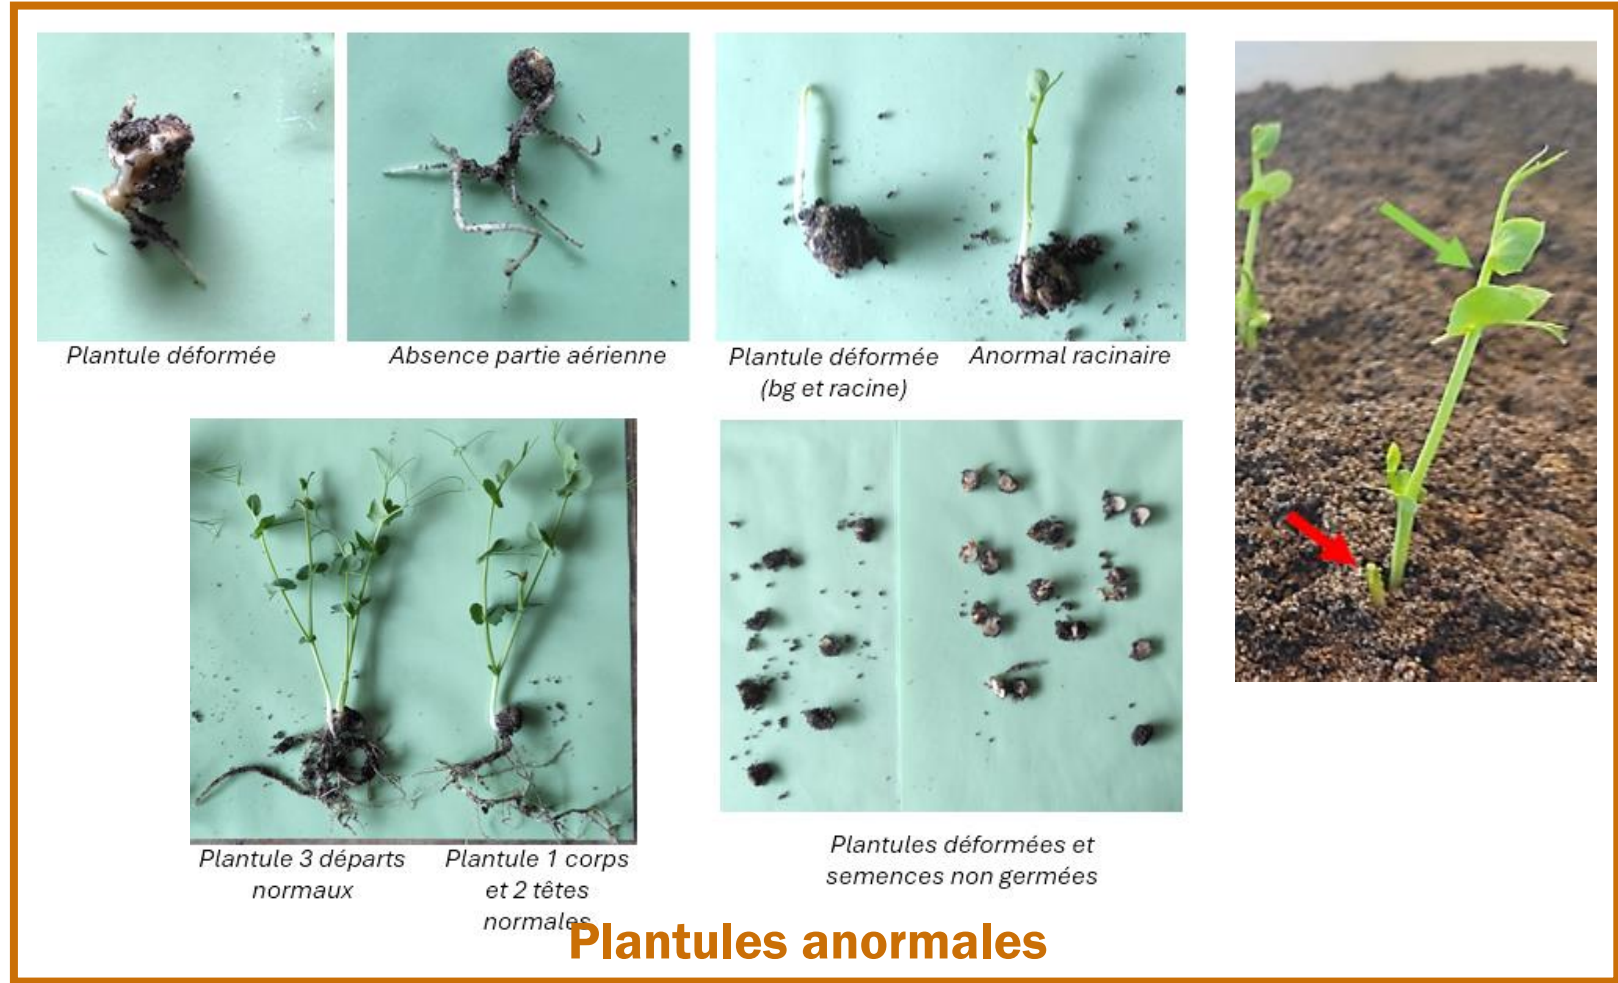 Plantule déformée
Absence partie aérienne
Plantule déformée
(bg et racine)
Anormal racinaire
Plantule 3 départs
normaux
Plantule 1 corps
et 2 têtes
normales
Plantules déformées et
semences non germées
Plantules anormales